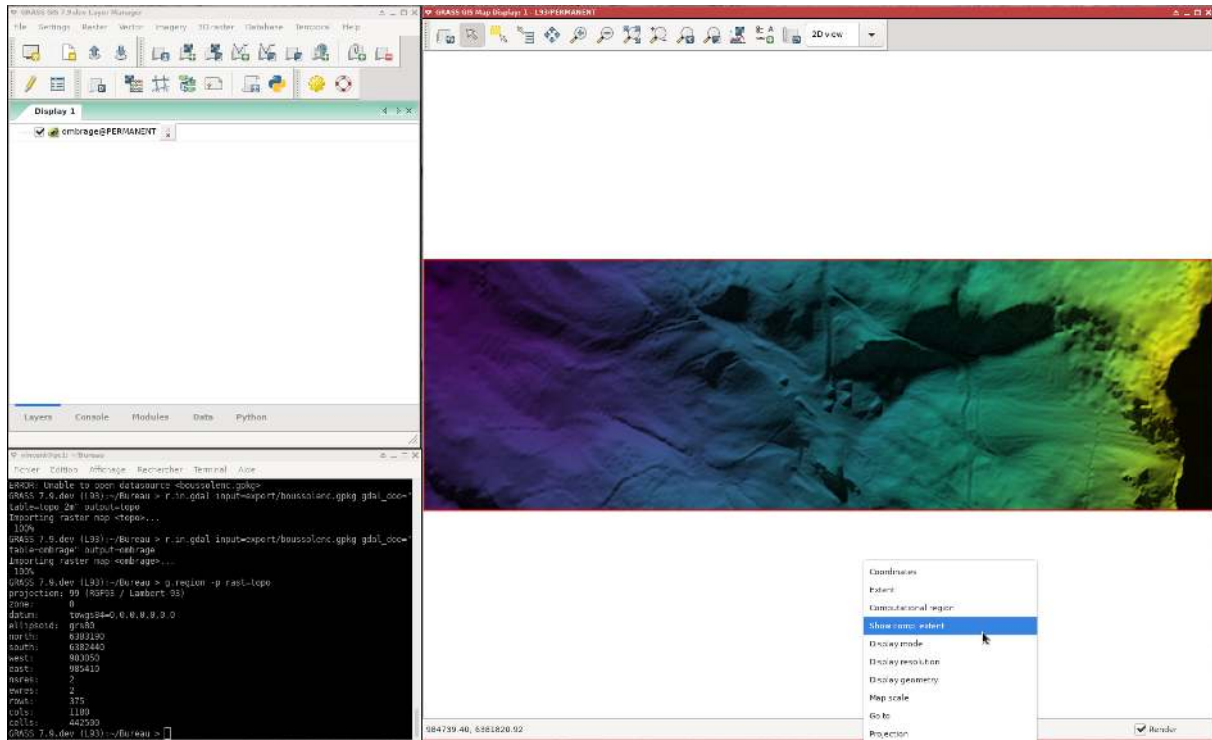 GRASS GIS 7.9.dev Layer Manager
File Settings Raster Vector Imagery 3D raster Database Temporal Help
Display 1
ombrage@PERMANENT
Layers Console Modules Data Python
GRASS GIS Map Display: 1 - L93/PERMANENT
2D view
Fichier Édition Affichage Rechercher Terminal Aide
ERROR: Unable to open datasource <boussolenc.gpkg>
GRASS 7.9.dev (L93):~/Bureau > r.in.gdal input=export/boussolenc.gpkg gdal_doo="
table=topo 2m" output=topo
Importing raster map <topo>...
100%
GRASS 7.9.dev (L93):~/Bureau > r.in.gdal input=export/boussolenc.gpkg gdal_doo="
table=ombrage" output=ombrage
Importing raster map <ombrage>...
100%
GRASS 7.9.dev (L93):~/Bureau > g.region -p rast=topo
projection: 99 (RGF93 / Lambert 93)
zone: 0
datum: towgs84=0,0,0,0,0,0,0
ellipsoid: grs80
north: 6383190
south: 6382440
west: 983050
east: 985410
nsres: 2
ewres: 2
rows: 375
cols: 1180
cells: 442500
GRASS 7.9.dev (L93):~/Bureau >
Coordinates
Extent
Computational region
Show comp. extent
Display mode
Display resolution
Display geometry
Map scale
Go to
Projection
984739.40, 6381820.92
Render